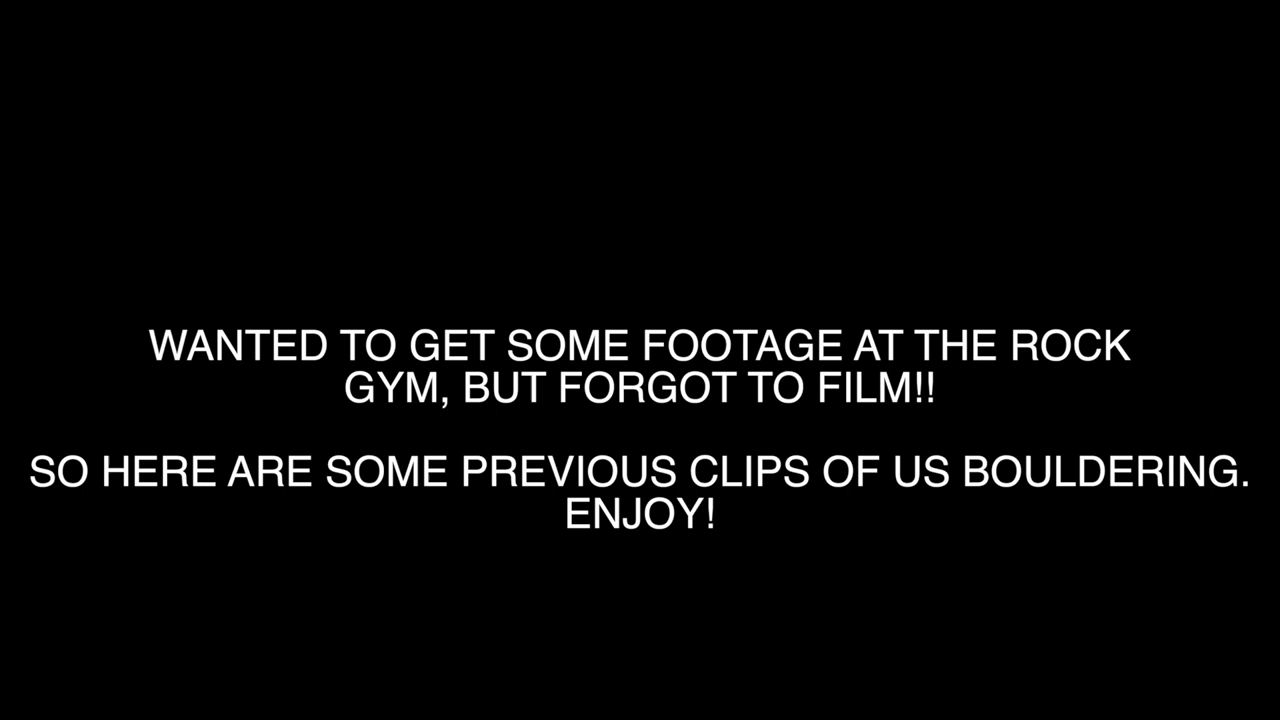 WANTED TO GET SOME FOOTAGE AT THE ROCK
GYM, BUT FORGOT TO FILM!!
SO HERE ARE SOME PREVIOUS CLIPS OF US BOULDERING.
ENJOY!